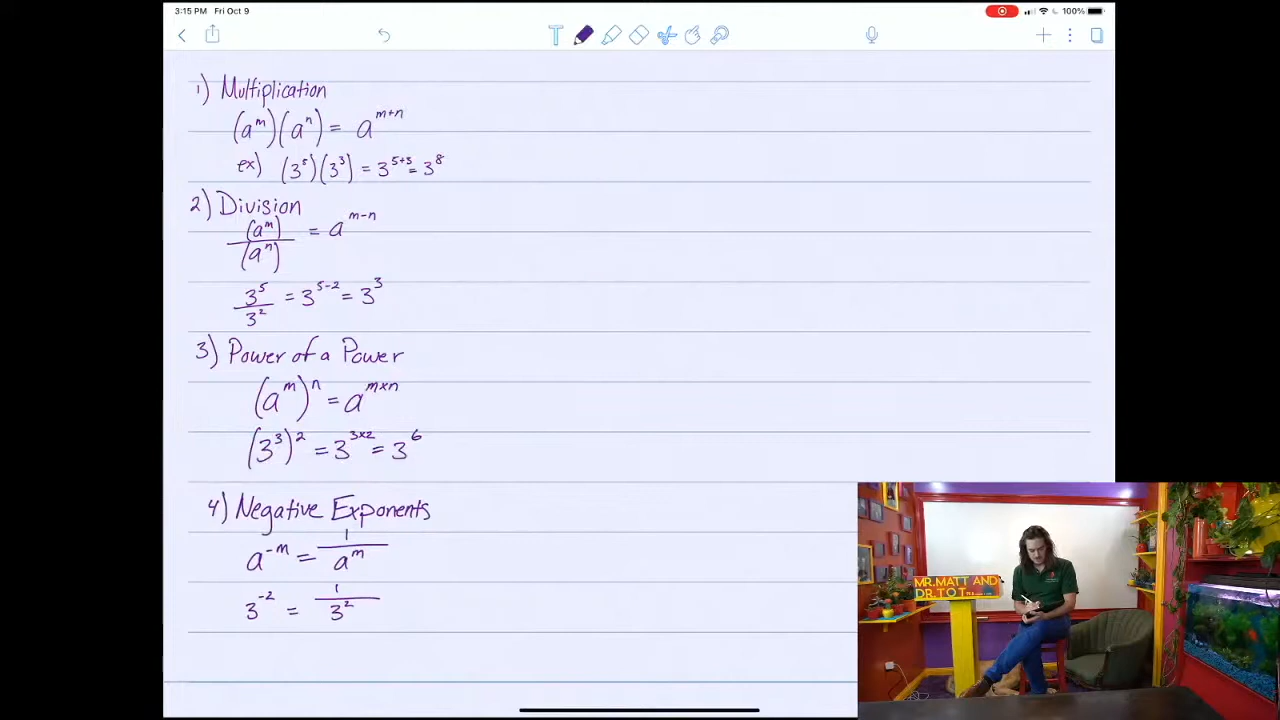 3:15 PM Fri Oct 9
100%
T
1) Multiplication
(a^m)(a^n) = a^{m+n}
ex) (3^5)(3^3) = 3^{5+3} = 3^8
2) Division
(a^m)/(a^n) = a^{m-n}
3^5/3^2 = 3^{5-2} = 3^3
3) Power of a Power
(a^m)^n = a^{m×n}
(3^3)^2 = 3^{3×2} = 3^6
4) Negative Exponents
a^{-m} = 1/a^m
3^{-2} = 1/3^2
MR. MATT AND
DR. TOT